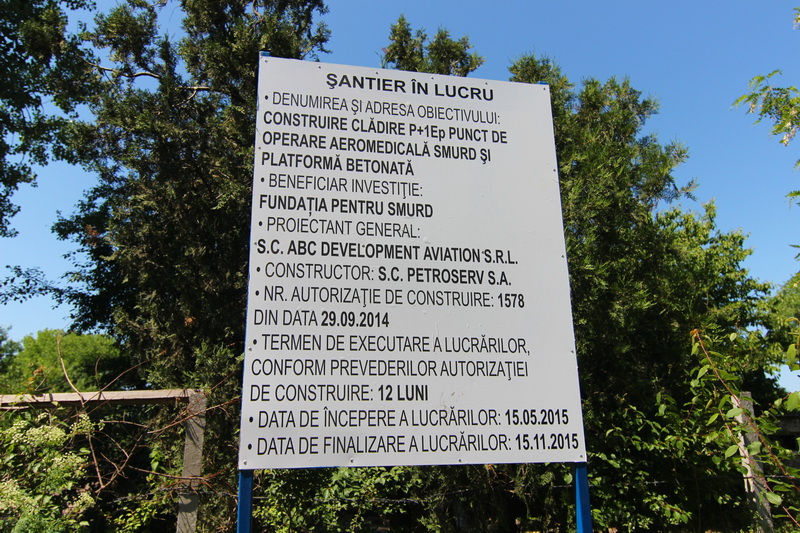 ŞANTIER ÎN LUCRU
• DENUMIREA ŞI ADRESA OBIECTIVULUI:
CONSTRUIRE CLĂDIRE P+1Ep PUNCT DE
OPERARE AEROMEDICALĂ SMURD ŞI
PLATFORMĂ BETONATĂ
• BENEFICIAR INVESTIŢIE:
FUNDAȚIA PENTRU SMURD
• PROIECTANT GENERAL:
S.C. ABC DEVELOPMENT AVIATION S.R.L.
• CONSTRUCTOR: S.C. PETROSERV S.A.
• NR. AUTORIZAŢIE DE CONSTRUIRE: 1578
DIN DATA 29.09.2014
• TERMEN DE EXECUTARE A LUCRĂRILOR,
CONFORM PREVEDERILOR AUTORIZAŢIEI
DE CONSTRUIRE: 12 LUNI
• DATA DE ÎNCEPERE A LUCRĂRILOR: 15.05.2015
• DATA DE FINALIZARE A LUCRĂRILOR: 15.11.2015